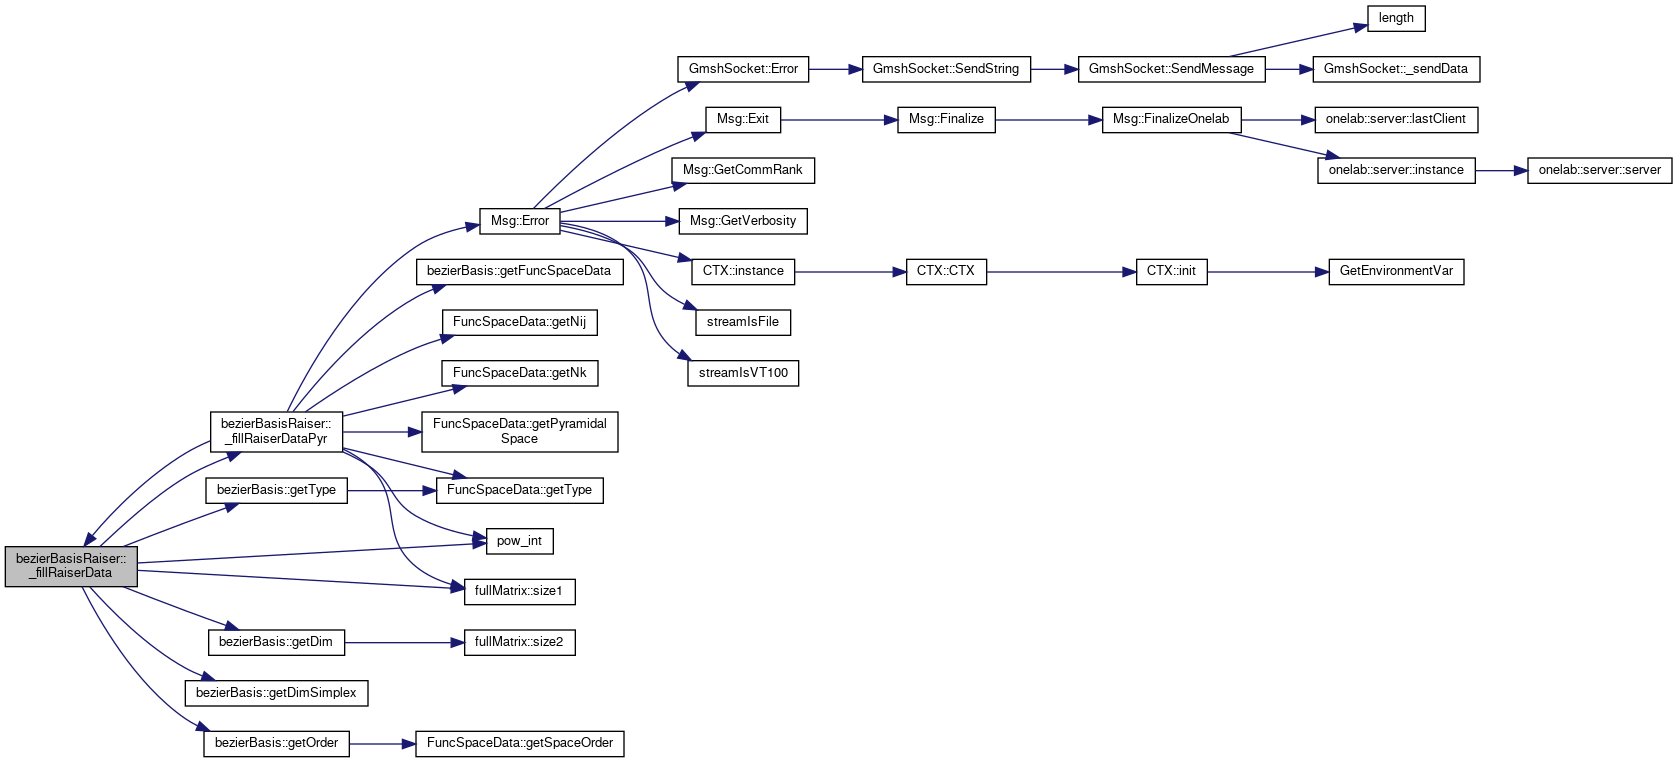 length
GmshSocket::Error
GmshSocket::SendString
GmshSocket::SendMessage
GmshSocket::_sendData
Msg::Exit
Msg::Finalize
Msg::FinalizeOnelab
onelab::server::lastClient
Msg::GetCommRank
onelab::server::instance
onelab::server::server
Msg::Error
Msg::GetVerbosity
bezierBasis::getFuncSpaceData
CTX::instance
CTX::CTX
CTX::init
GetEnvironmentVar
FuncSpaceData::getNij
streamIsFile
FuncSpaceData::getNk
streamIsVT100
bezierBasisRaiser::
_fillRaiserDataPyr
FuncSpaceData::getPyramidal
Space
bezierBasis::getType
FuncSpaceData::getType
pow_int
bezierBasisRaiser::
_fillRaiserData
fullMatrix::size1
bezierBasis::getDim
fullMatrix::size2
bezierBasis::getDimSimplex
bezierBasis::getOrder
FuncSpaceData::getSpaceOrder